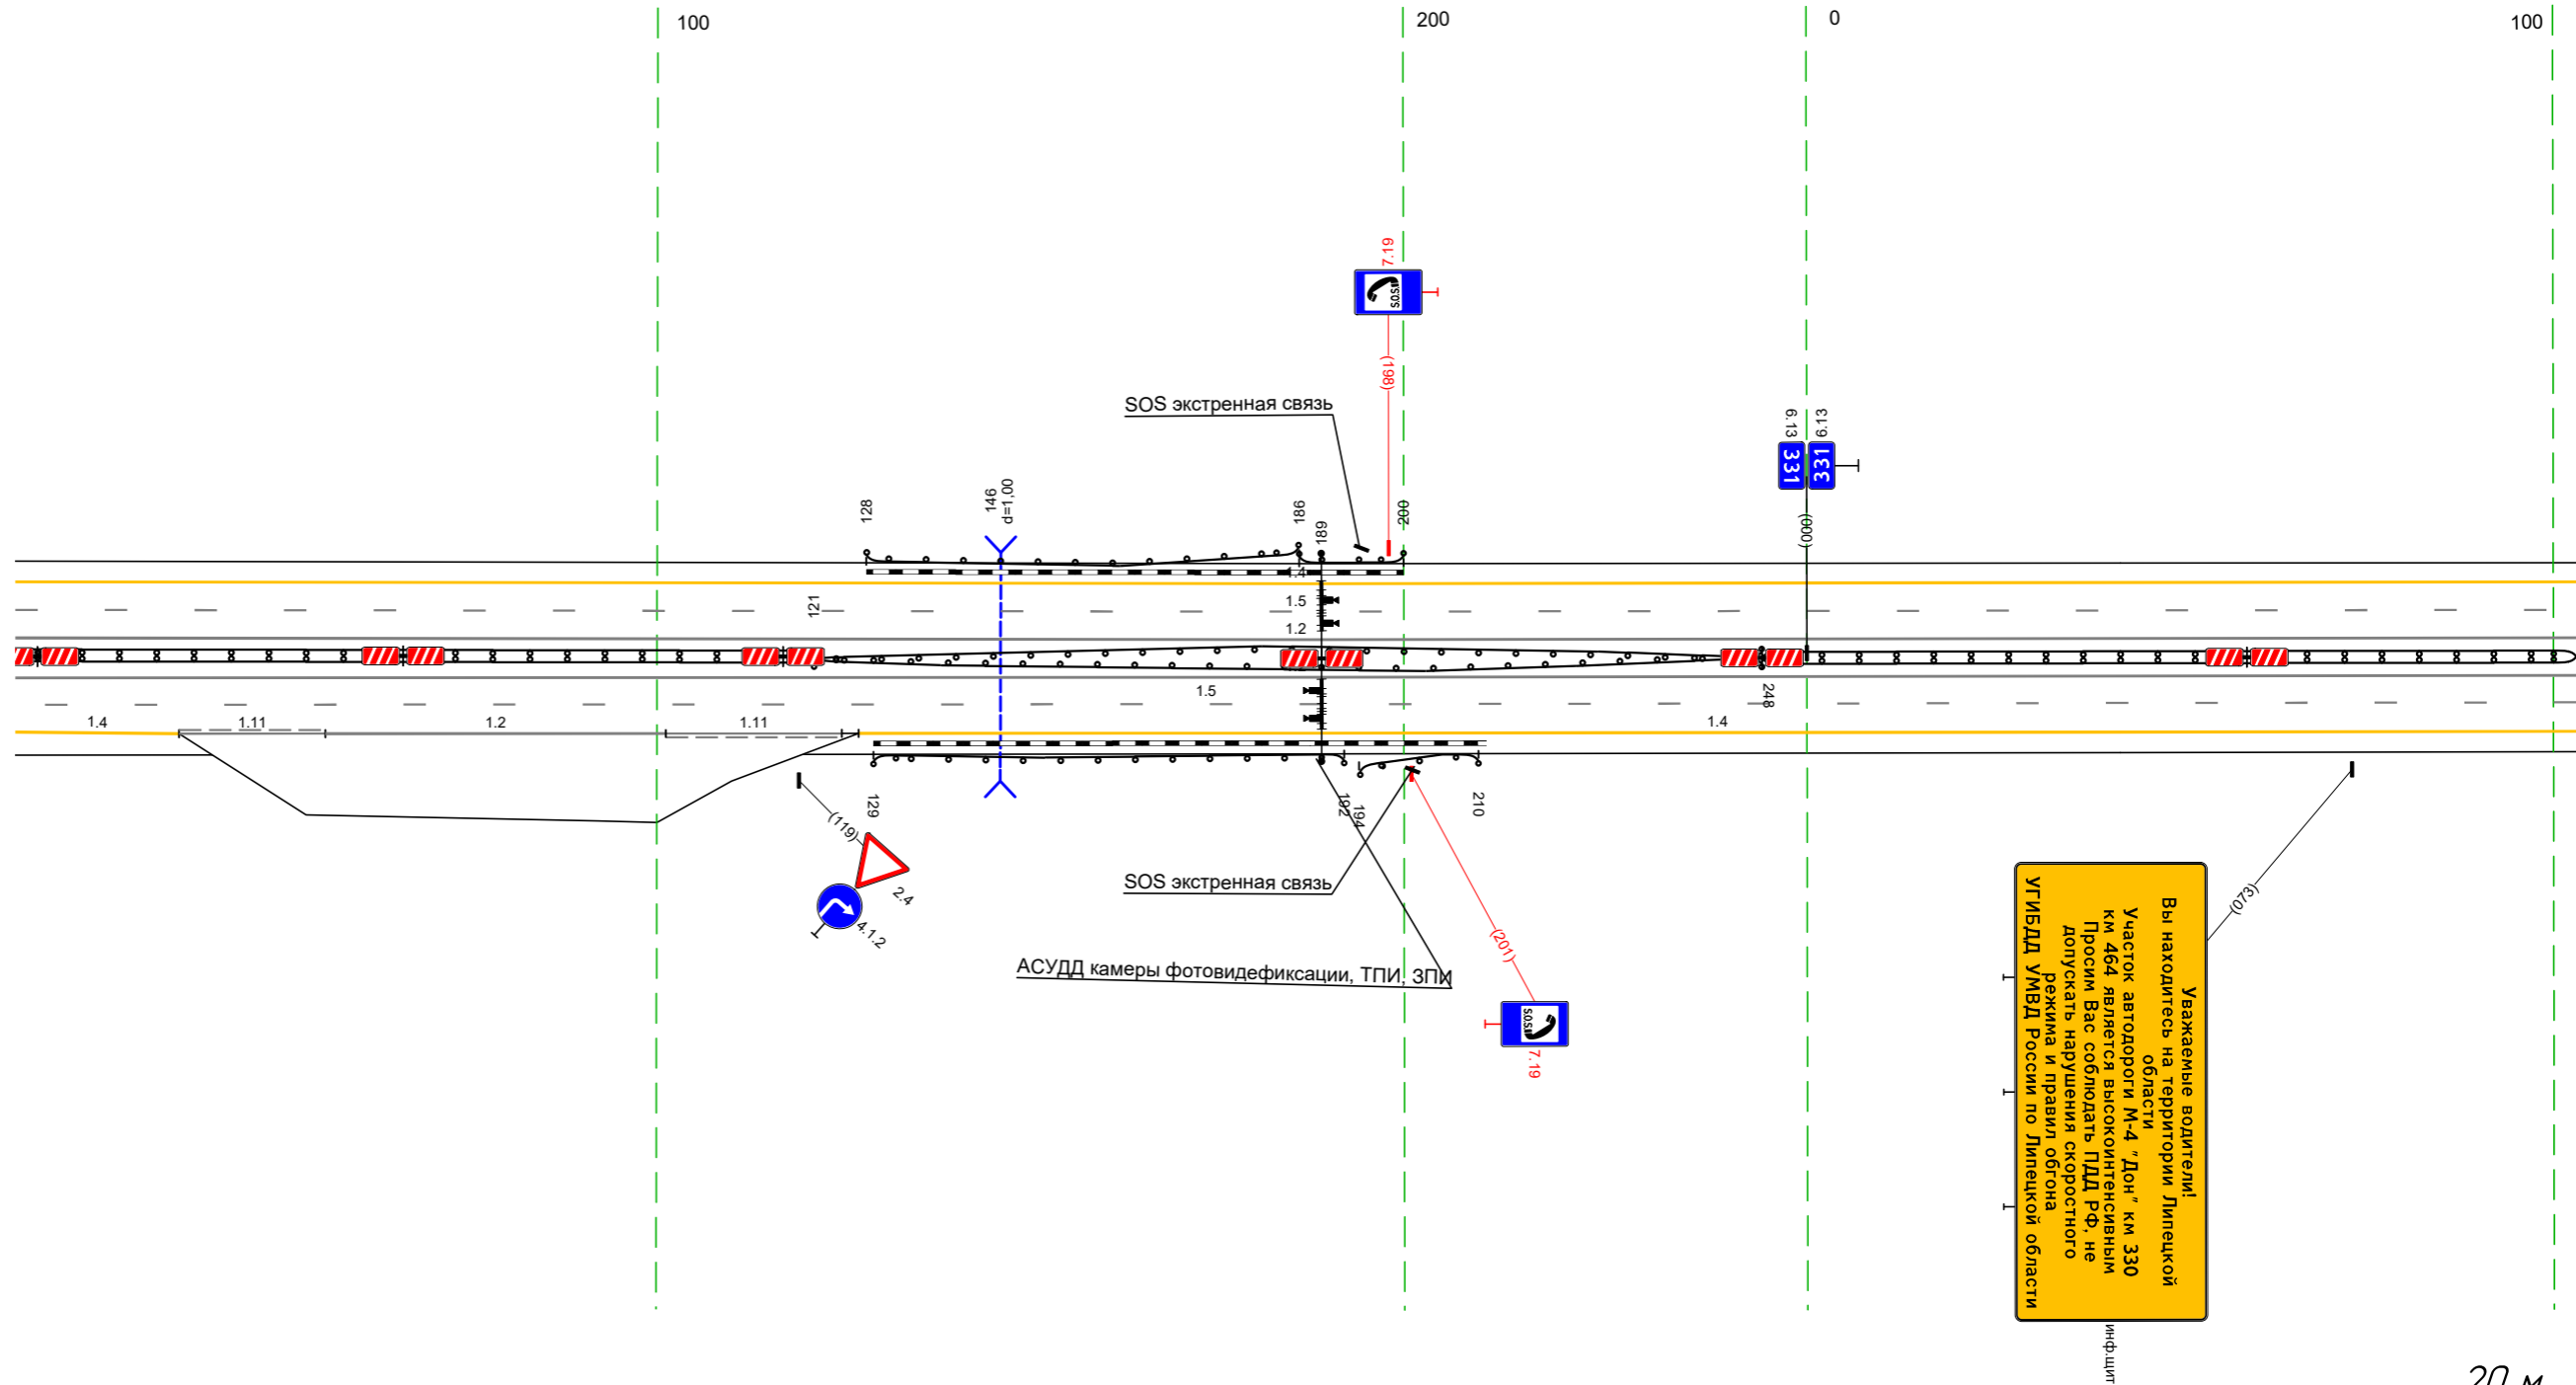 100
200
0
100
7.19
SOS
(198)
SOS экстренная связь
6.13
6.13
331
331
(000)
128
146
d=1,00
186
189
200
1.4
1.5
1.2
121
1.5
248
1.4
1.11
1.2
1.11
1.4
129
192
194
210
(119)
2.4
4.1.2
SOS экстренная связь
АСУДД камеры фотовидефиксации, ТПИ, ЗПИ
(201)
SOS
7.19
(073)
Уважаемые водители!
Вы находитесь на территории Липецкой
области
Участок автодороги М-4 "Дон" км 330
км 464 является высокоинтенсивным
Просим Вас соблюдать ПДД РФ, не
допускать нарушения скоростного
режима и правил обгона
УГИБДД УМВД России по Липецкой области
инф.щит
20 м